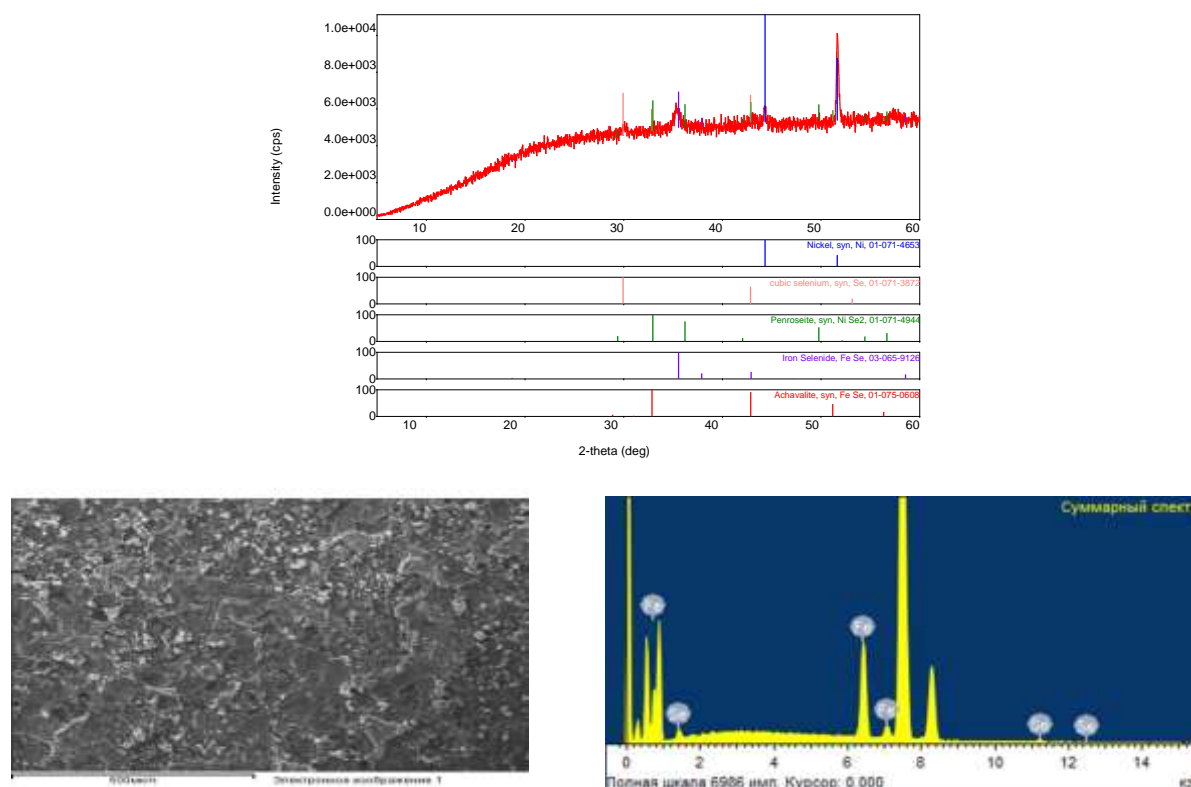 1.0e+004
8.0e+003
6.0e+003
4.0e+003
2.0e+003
0.0e+000
Intensity (cps)
10 20 30 40 50 60
100
0
Nickel, syn, Ni, 01-071-4653
100
0
cubic selenium, syn, Se, 01-071-3872
100
0
Penroseite, syn, Ni Se2, 01-071-4944
100
0
Iron Selenide, Fe Se, 03-065-9126
100
0
Achavalite, syn, Fe Se, 01-075-0608
10 20 30 40 50 60
2-theta (deg)
600мкм Электронное изображение 1
Суммарный спект
Fe
Se
Fe
Fe
Se
Se
0 2 4 6 8 10 12 14
Полная шкала 6986 имп. Курсор: 0.000